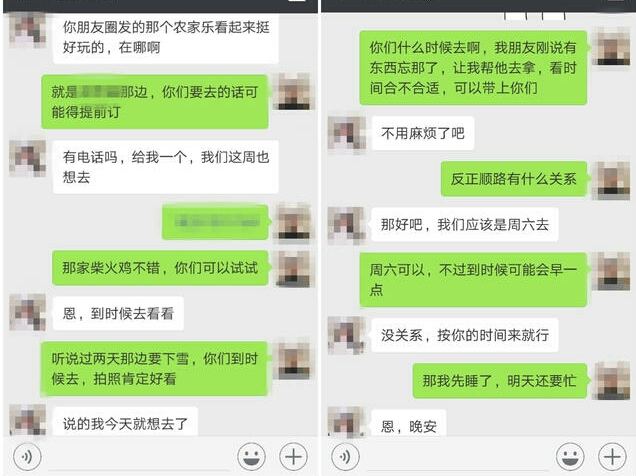 你朋友圈发的那个农家乐看起来挺
好玩的，在哪啊
就是
那边，你们要去的话可
能得提前订
有电话吗，给我一个，我们这周也
想去
那家柴火鸡不错，你们可以试试
恩，到时候去看看
听说过两天那边要下雪，你们到时
候去，拍照肯定好看
说的我今天就想去了
你们什么时候去啊，我朋友刚说有
东西忘那了，让我帮他去拿，看时
间合不合适，可以带上你们
不用麻烦了吧
反正顺路有什么关系
那好吧，我们应该是周六去
周六可以，不过到时候可能会早一
点
没关系，按你的时间来就行
那我先睡了，明天还要忙
恩，晚安